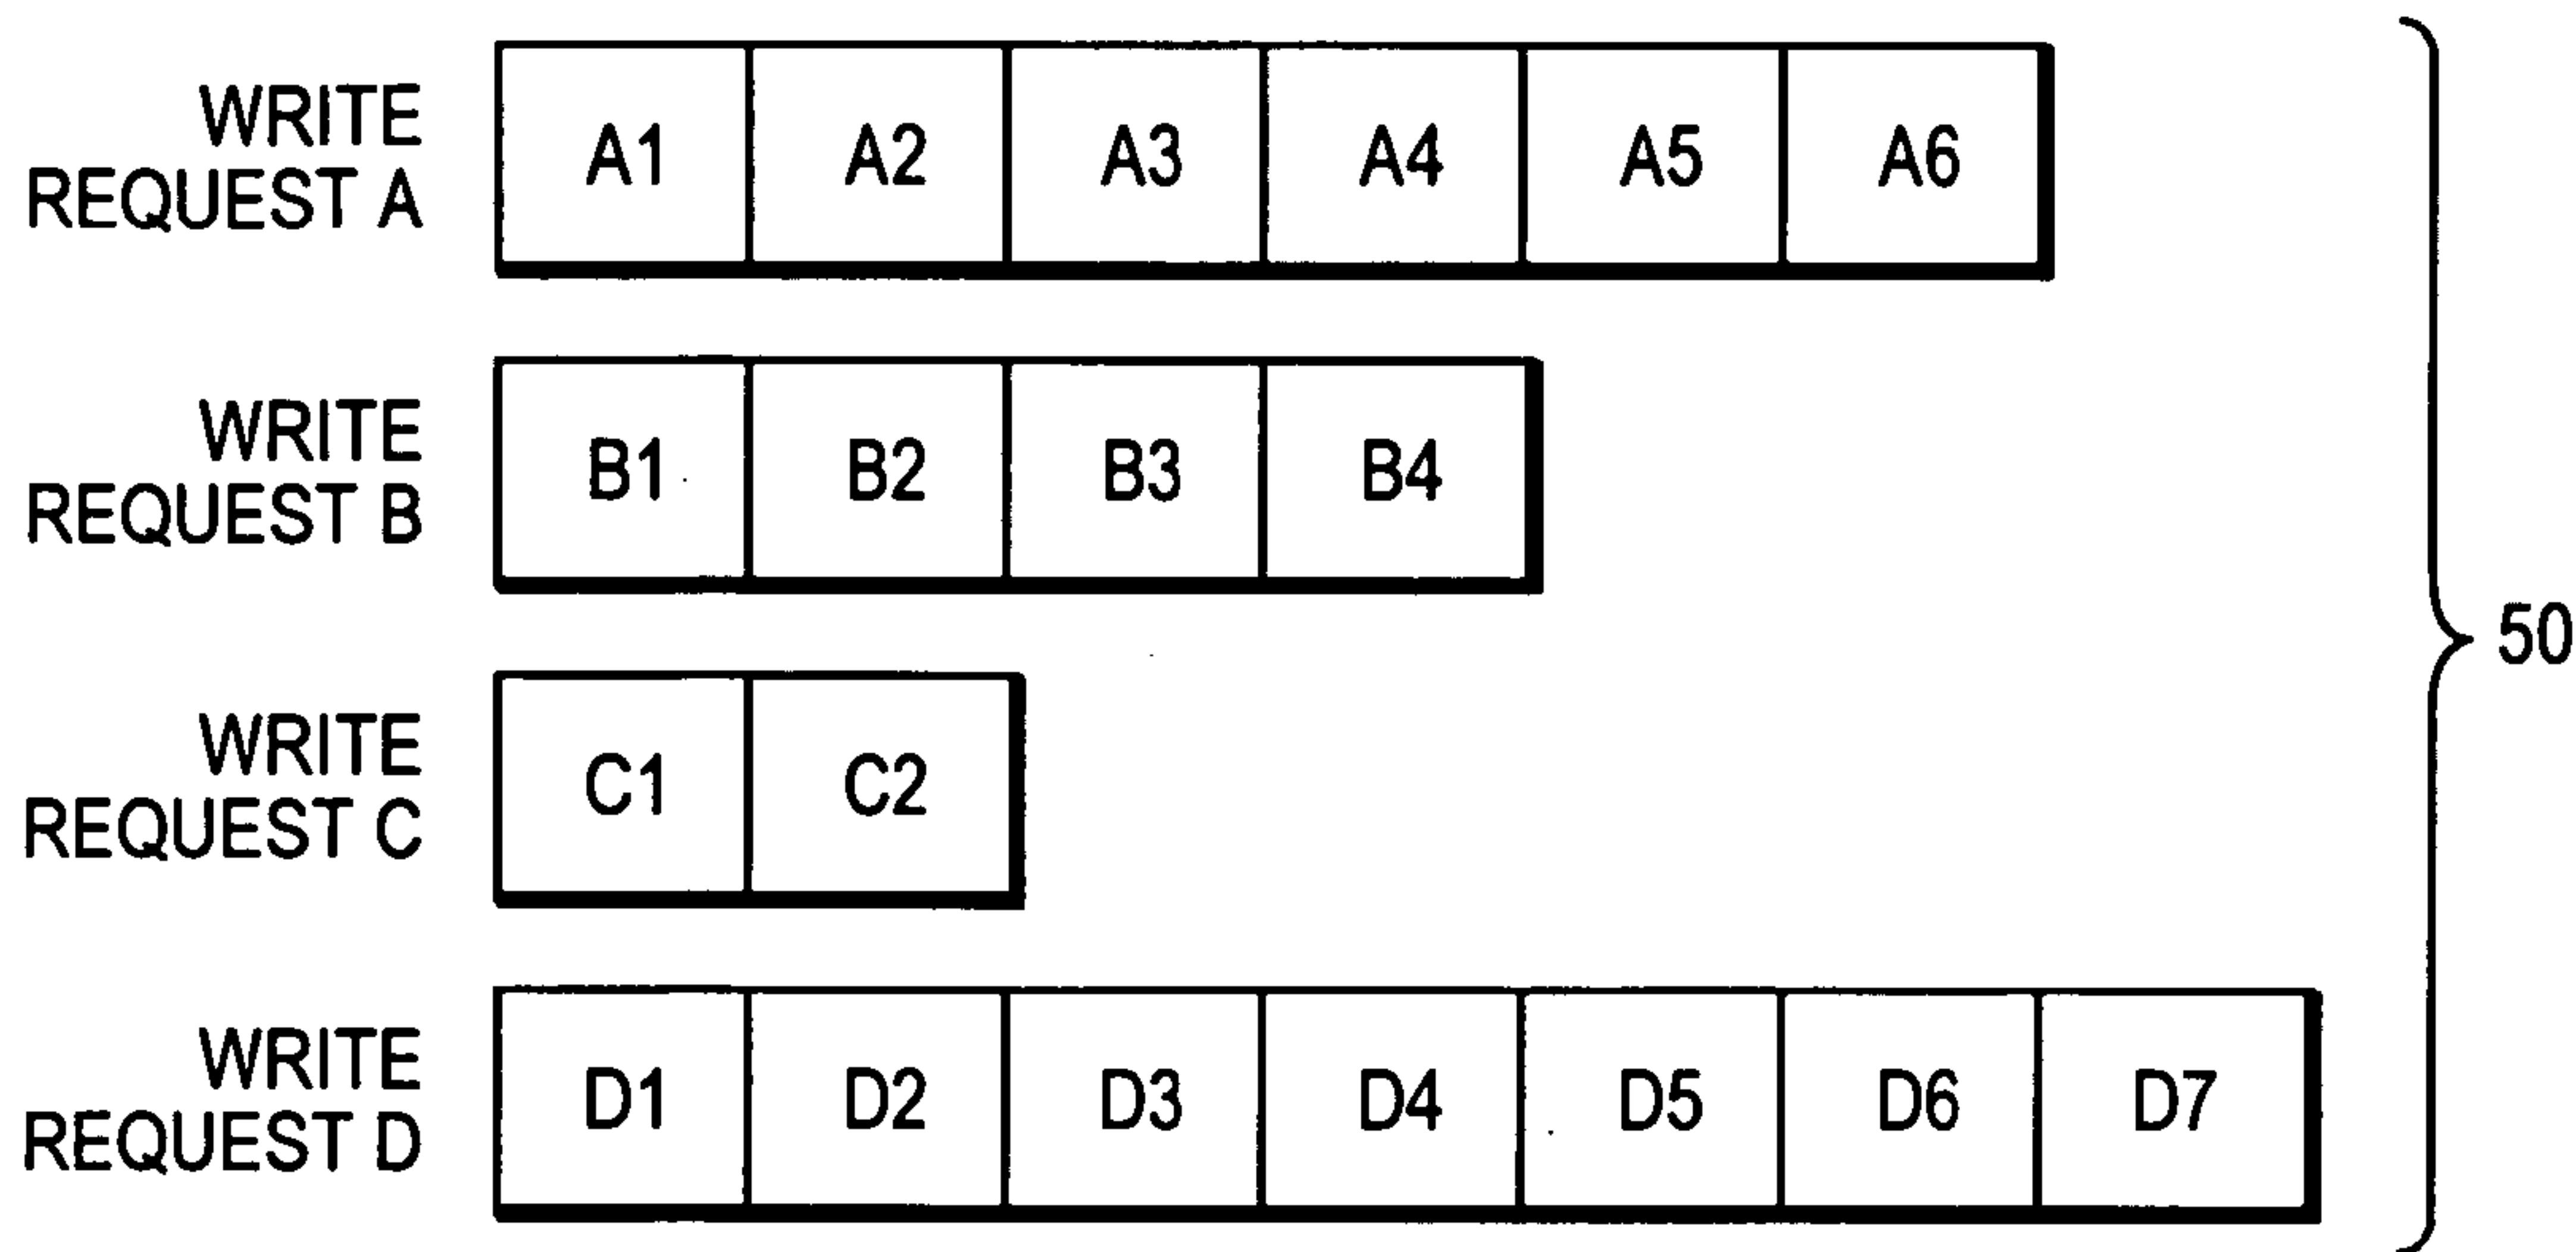 WRITE
REQUEST A
A1 A2 A3 A4 A5 A6
WRITE
REQUEST B
B1 B2 B3 B4
50
WRITE
REQUEST C
C1 C2
WRITE
REQUEST D
D1 D2 D3 D4 D5 D6 D7